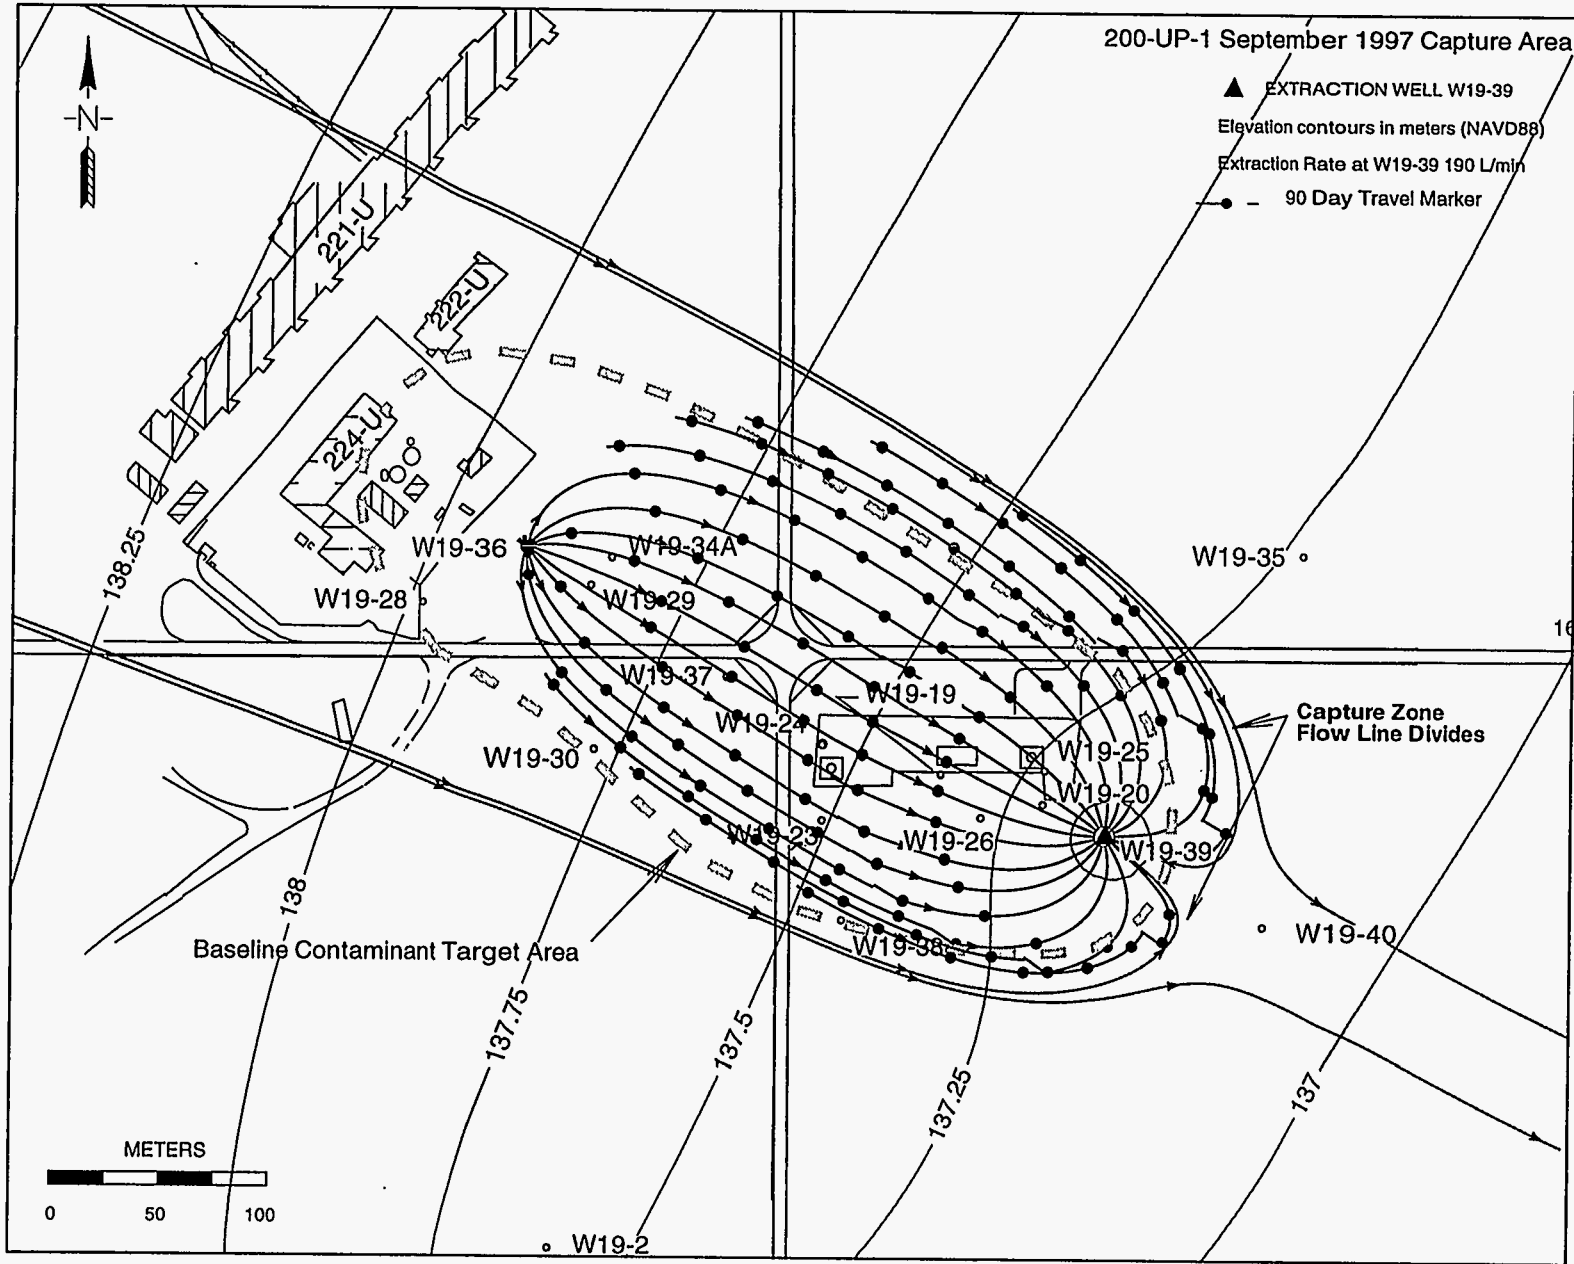 200-UP-1 September 1997 Capture Area
EXTRACTION WELL W19-39
Elevation contours in meters (NAVD88)
Extraction Rate at W19-39 190 L/min
90 Day Travel Marker
N
221-U
222-U
224-U
W19-36
W19-34A
W19-35
138.25
W19-28
W19-29
16
W19-37
W19-19
W19-24
Capture Zone
Flow Line Divides
W19-30
W19-25
W19-20
W19-23
W19-26
W19-39
138
W19-38
W19-40
Baseline Contaminant Target Area
137.75
137.5
137.25
137
METERS
0 50 100
W19-2